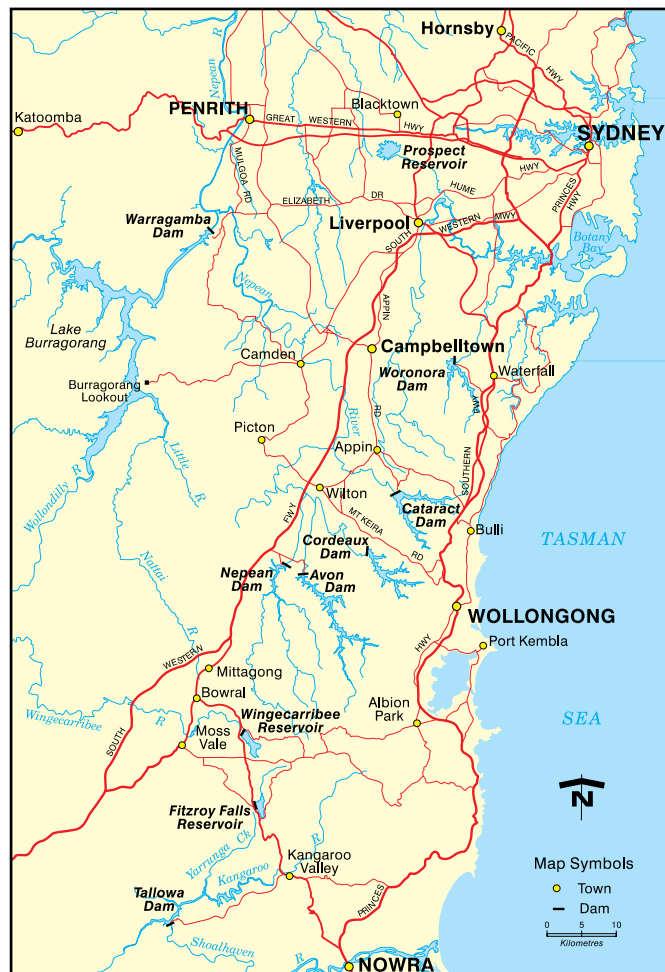 Hornsby
PACIFIC
HWY
Nepean
R
Katoomba
PENRITH
Blacktown
GREAT WESTERN HWY
SYDNEY
Prospect
Reservoir
MULGOA RD
HWY
ELIZABETH DR
HUME
PRINCES
HWY
Warragamba
Dam
Liverpool
SOUTH WESTERN MWY
Botany
Bay
Nepean
APPIN
Lake
Burragorang
Campbelltown
Camden
Woronora
Dam
Waterfall
Burragorang
Lookout
FWY
Picton
River
RD
Little
R
Appin
SOUTHERN
Wollondilly R
Wilton
Cataract
Dam
FWY
MT KEIRA
RD
Bulli
TASMAN
Cordeaux
Dam
Nattai
R
Nepean
Dam
Avon
Dam
WOLLONGONG
Port Kembla
WESTERN
HWY
Mittagong
Bowral
Wingecarribee
R
Wingecarribee
Reservoir
Albion
Park
SEA
Moss
Vale
SOUTH
N
Fitzroy Falls
Reservoir
Yarrunga Ck
R
Kangaroo
Valley
Kangaroo
Map Symbols
Town
Dam
Tallowa
Dam
PRINCES
0 5 10
Kilometres
Shoalhaven
R
NOWRA